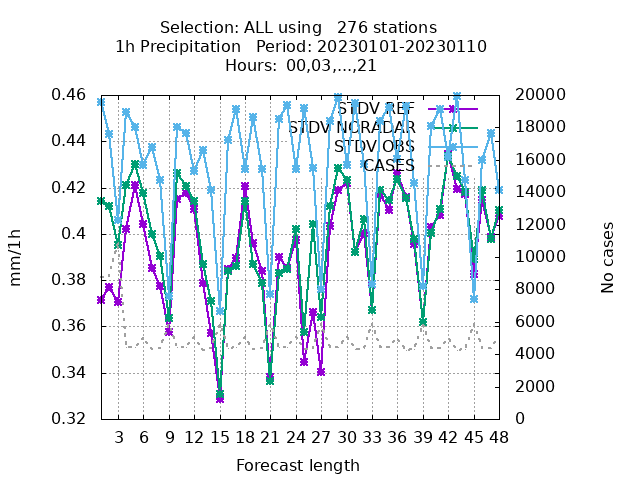 Selection: ALL using   276 stations
1h Precipitation   Period: 20230101-20230110
Hours:  00,03,...,21
0.46
0.44
0.42
0.4
0.38
0.36
0.34
0.32
mm/1h
20000
18000
16000
14000
12000
10000
8000
6000
4000
2000
0
No cases
STDV REF
STDV NORADAR
STDV OBS
CASES
3 6 9 12 15 18 21 24 27 30 33 36 39 42 45 48
Forecast length